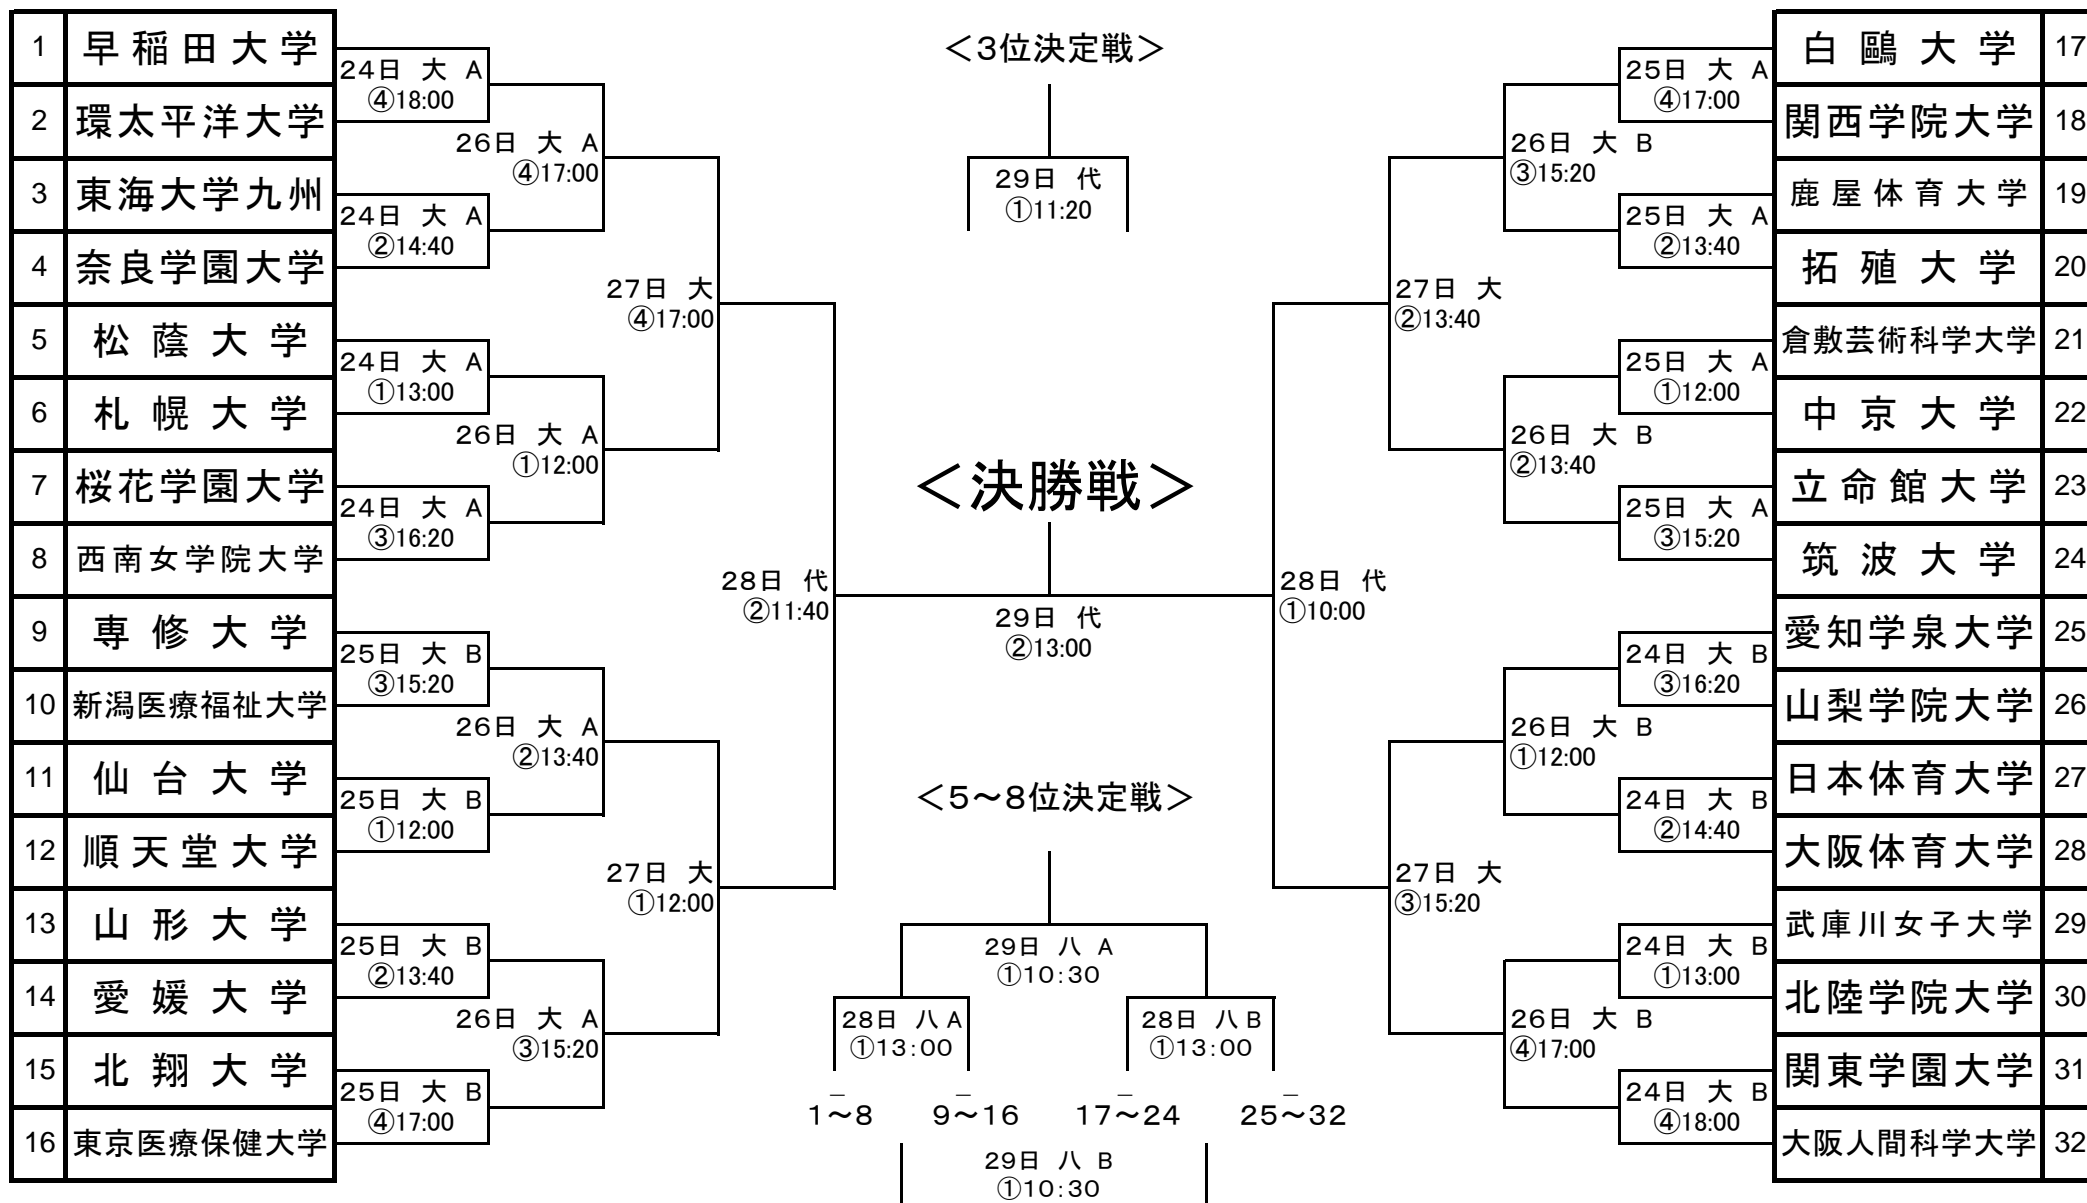 1 早稲田大学
2 環太平洋大学
3 東海大学九州
4 奈良学園大学
5 松蔭大学
6 札幌大学
7 桜花学園大学
8 西南女学院大学
9 専修大学
10 新潟医療福祉大学
11 仙台大学
12 順天堂大学
13 山形大学
14 愛媛大学
15 北翔大学
16 東京医療保健大学
24日 大 A
④18:00
24日 大 A
②14:40
24日 大 A
①13:00
24日 大 A
③16:20
25日 大 B
③15:20
25日 大 B
①12:00
25日 大 B
②13:40
25日 大 B
④17:00
26日 大 A
④17:00
26日 大 A
①12:00
26日 大 A
②13:40
26日 大 A
③15:20
27日 大
④17:00
27日 大
①12:00
28日 代
②11:40
＜3位決定戦＞
29日 代
①11:20
＜決勝戦＞
29日 代
②13:00
＜5～8位決定戦＞
29日 八 A
①10:30
28日 八 A
①13:00
28日 八 B
①13:00
1～8 9～16 17～24 25～32
29日 八 B
①10:30
28日 代
①10:00
27日 大
②13:40
27日 大
③15:20
26日 大 B
③15:20
26日 大 B
②13:40
26日 大 B
①12:00
26日 大 B
④17:00
25日 大 A
④17:00
25日 大 A
②13:40
25日 大 A
①12:00
25日 大 A
③15:20
24日 大 B
③16:20
24日 大 B
②14:40
24日 大 B
①13:00
24日 大 B
④18:00
白鷗大学 17
関西学院大学 18
鹿屋体育大学 19
拓殖大学 20
倉敷芸術科学大学 21
中京大学 22
立命館大学 23
筑波大学 24
愛知学泉大学 25
山梨学院大学 26
日本体育大学 27
大阪体育大学 28
武庫川女子大学 29
北陸学院大学 30
関東学園大学 31
大阪人間科学大学 32